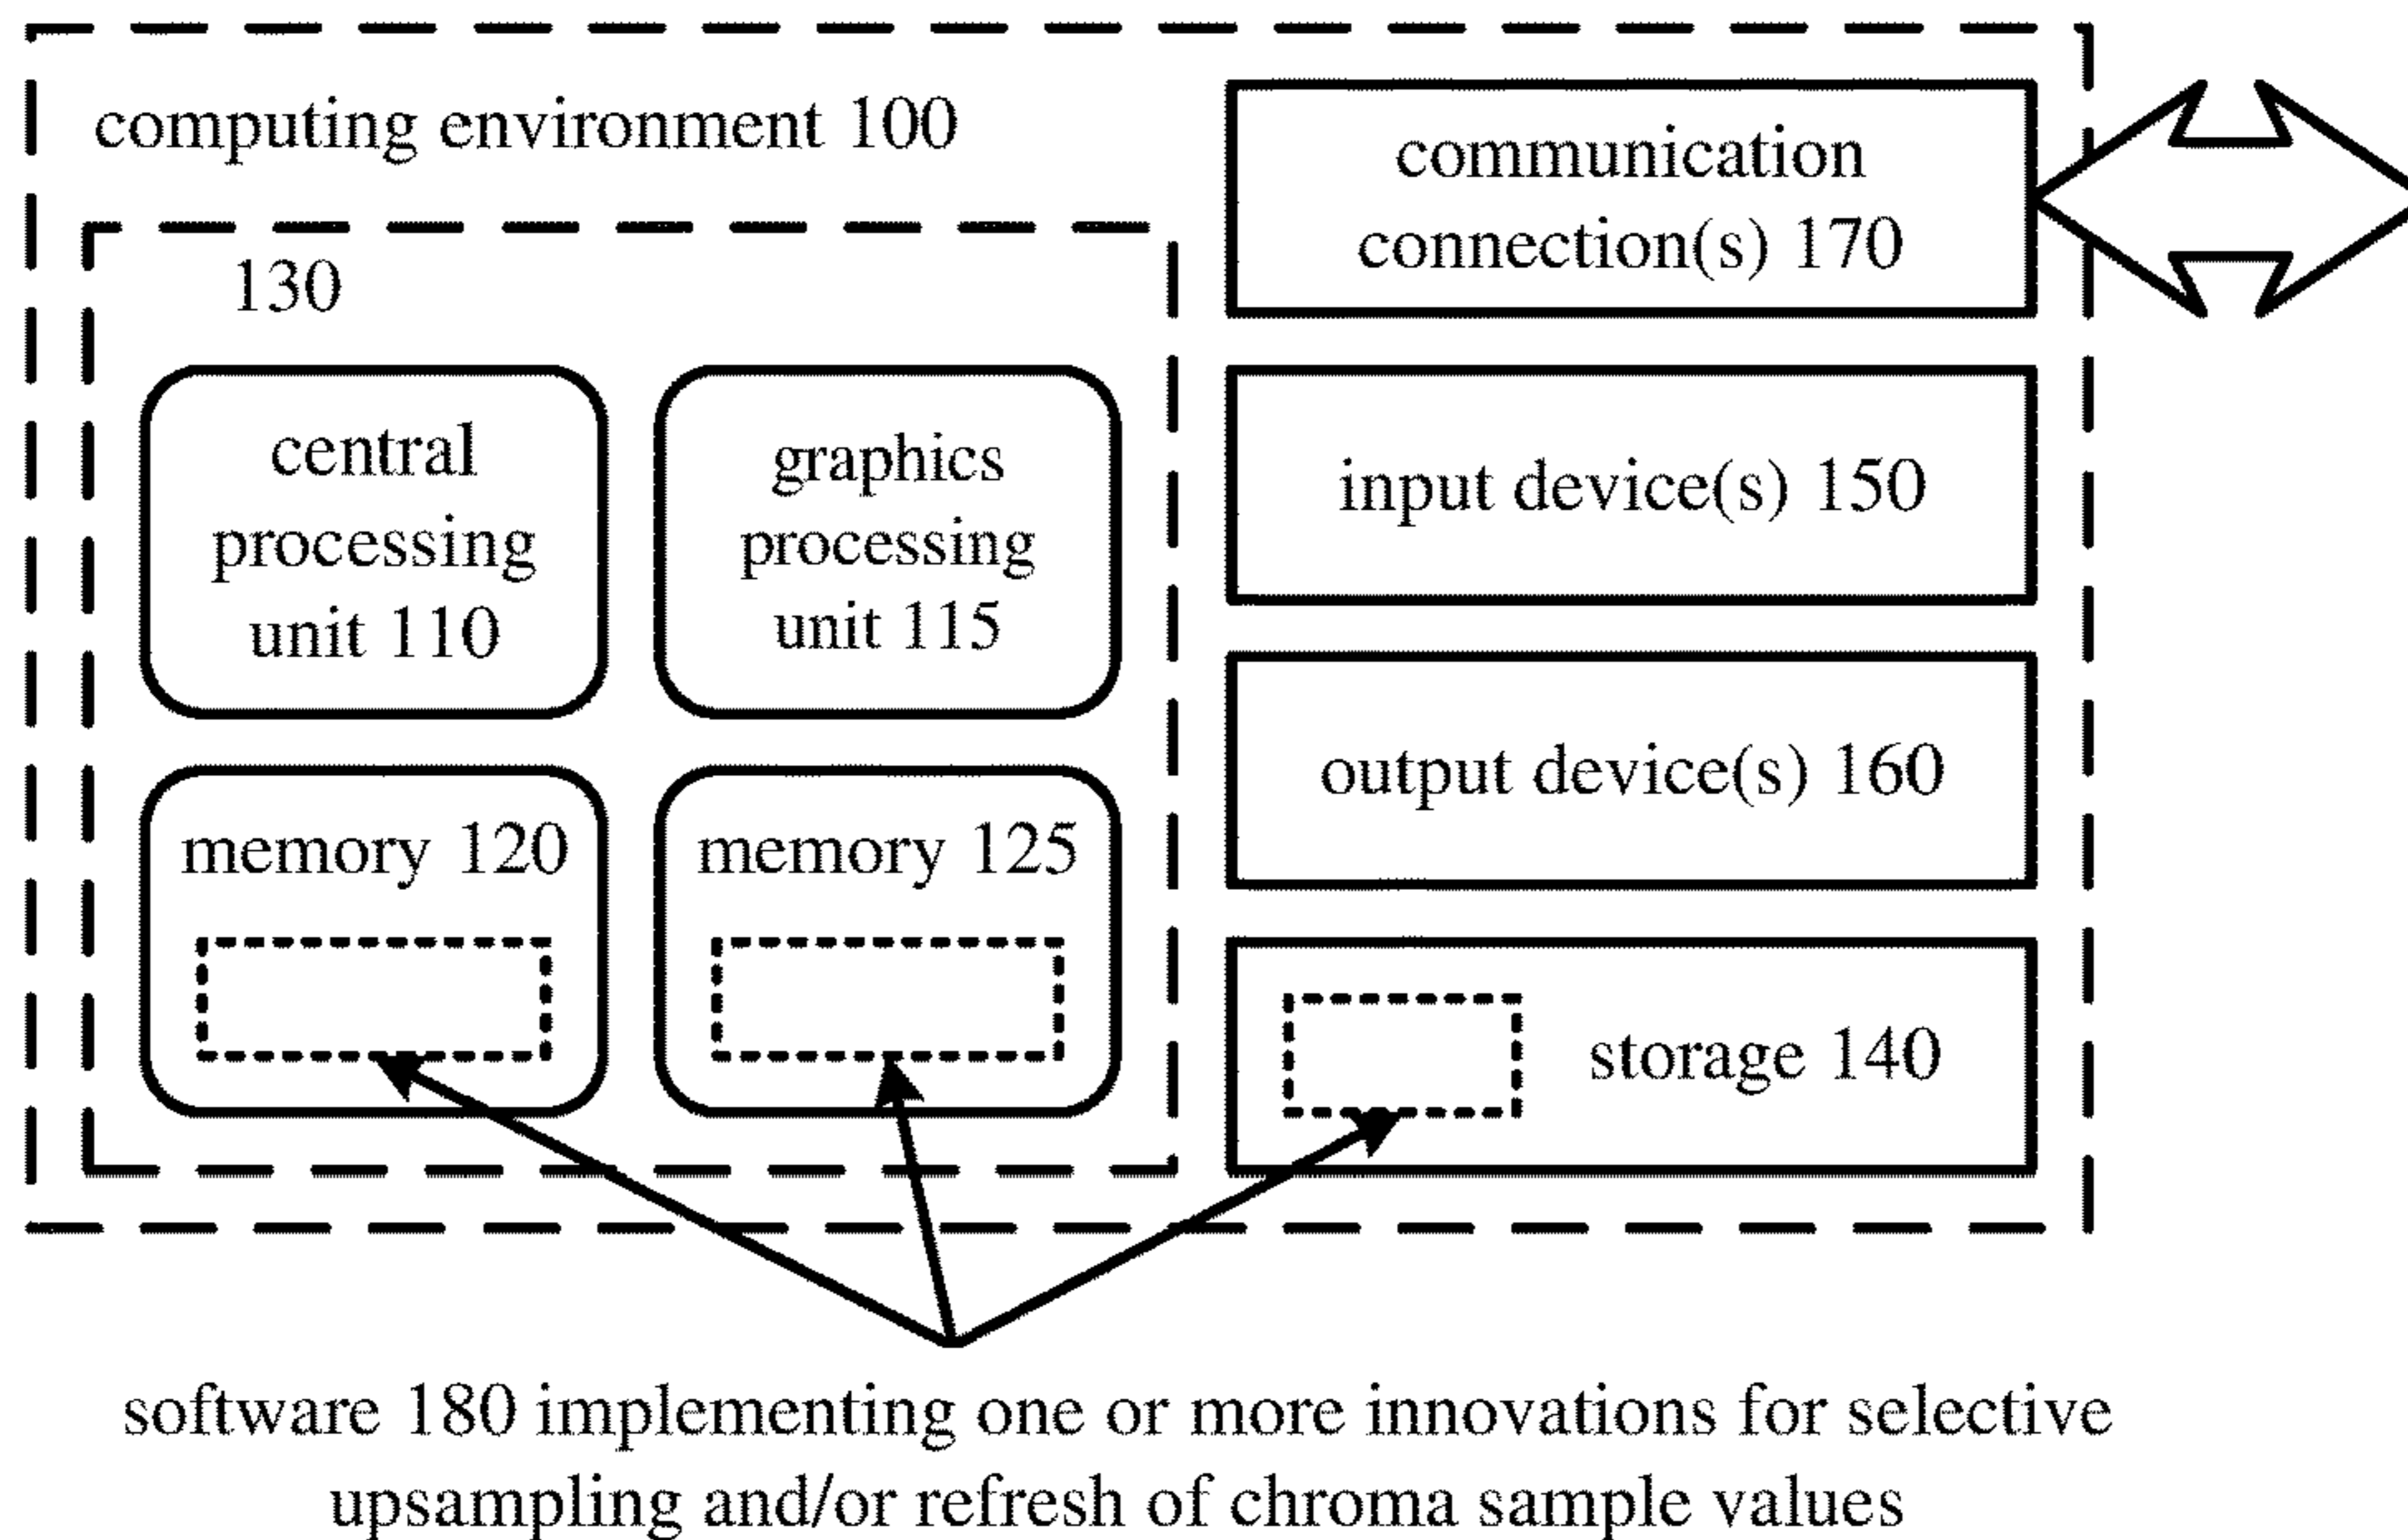 computing environment 100
130
central
processing
unit 110
graphics
processing
unit 115
memory 120
memory 125
communication
connection(s) 170
input device(s) 150
output device(s) 160
storage 140
software 180 implementing one or more innovations for selective
upsampling and/or refresh of chroma sample values